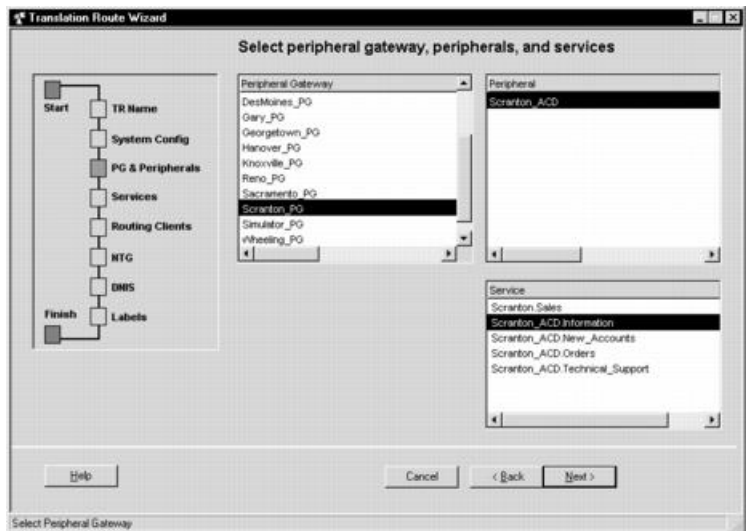 Translation Route Wizard
Select peripheral gateway, peripherals, and services
Start
TR Name
System Config
PG & Peripherals
Services
Routing Clients
NTG
DNIS
Finish
Labels
Peripheral Gateway
DesMoines_PG
Gary_PG
Georgetown_PG
Hanover_PG
Knoxville_PG
Reno_PG
Sacramento_PG
Scranton_PG
Simulator_PG
Wheeling_PG
Peripheral
Scranton_ACD
Service
Scranton.Sales
Scranton_ACD.Information
Scranton_ACD.New_Accounts
Scranton_ACD.Orders
Scranton_ACD.Technical_Support
Help
Cancel
< Back
Next >
Select Peripheral Gateway